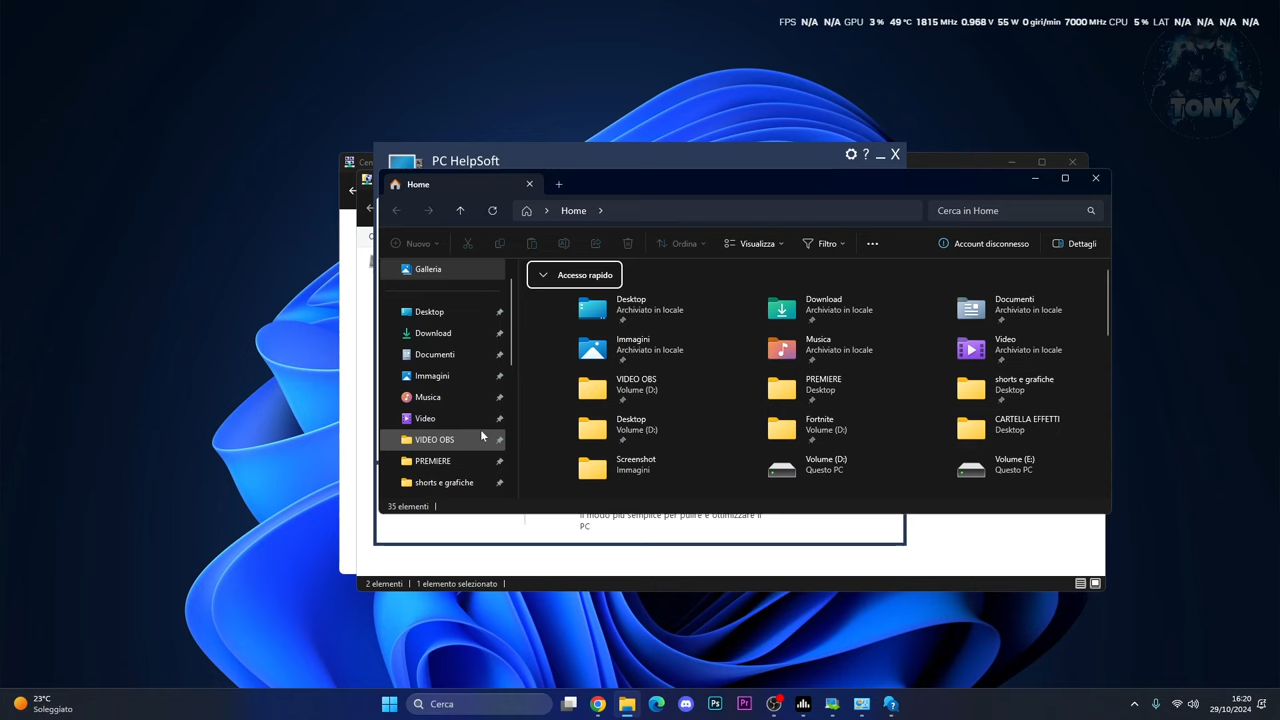 FPS N/A N/A GPU 3 % 49 °C 1815 MHz 0.968 V 55 W 0 giri/min 7000 MHz CPU 5 % LAT N/A N/A N/A N/A
TONY
PC HelpSoft
? _ X
Cen
Home
Home
Cerca in Home
Nuovo
Ordina
Visualizza
Filtro
Account disconnesso
Dettagli
Galleria
Desktop
Download
Documenti
Immagini
Musica
Video
VIDEO OBS
PREMIERE
shorts e grafiche
Accesso rapido
Desktop
Archiviato in locale
Download
Archiviato in locale
Documenti
Archiviato in locale
Immagini
Archiviato in locale
Musica
Archiviato in locale
Video
Archiviato in locale
VIDEO OBS
Volume (D:)
PREMIERE
Desktop
shorts e grafiche
Desktop
Desktop
Volume (D:)
Fortnite
Volume (D:)
CARTELLA EFFETTI
Desktop
Screenshot
Immagini
Volume (D:)
Questo PC
Volume (E:)
Questo PC
35 elementi
il modo più semplice per pulire e ottimizzare il
PC
2 elementi
1 elemento selezionato
23°C
Soleggiato
Cerca
Ps
Pr
16:20
29/10/2024